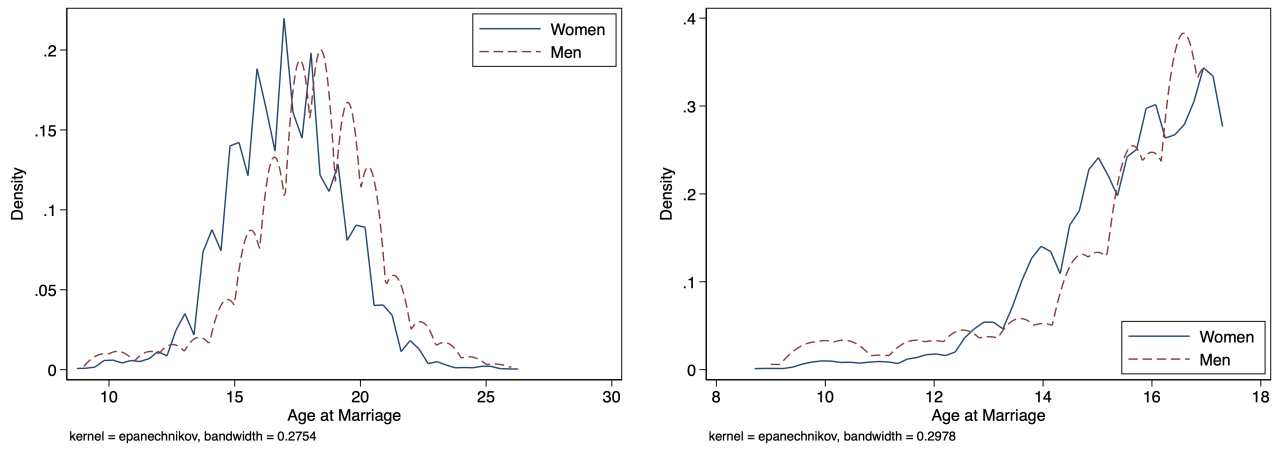 Density
.2
.15
.1
.05
0
10
15
20
25
30
Age at Marriage
Women
Men
kernel = epanechnikov, bandwidth = 0.2754
Density
.4
.3
.2
.1
0
8
10
12
14
16
18
Age at Marriage
Women
Men
kernel = epanechnikov, bandwidth = 0.2978